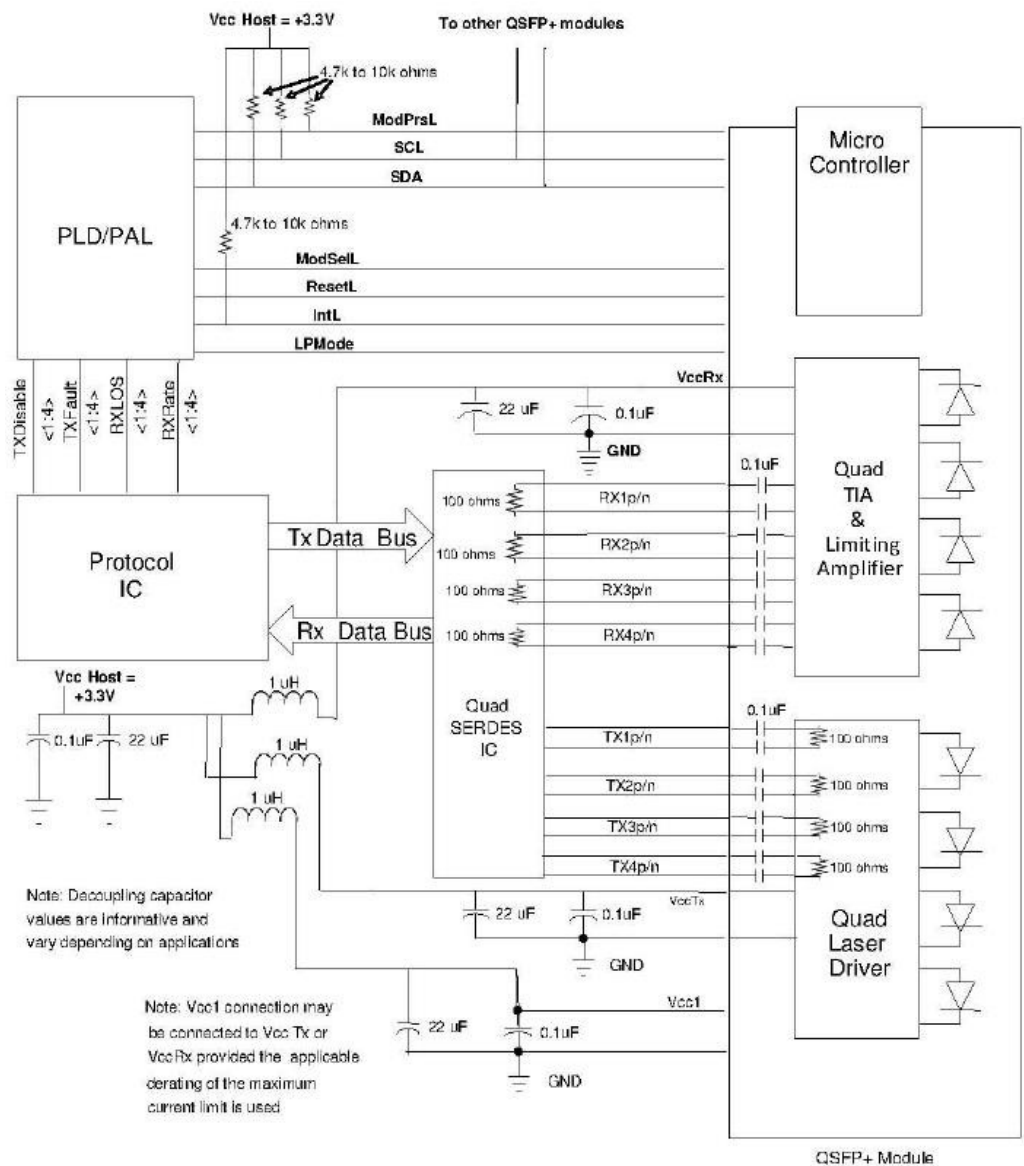 Vcc Host = +3.3V
To other QSFP+ modules
4.7k to 10k ohms
ModPrsL
SCL
SDA
Micro
Controller
PLD/PAL
4.7k to 10k ohms
ModSelL
ResetL
IntL
LPMode
TXDisable
<1:4>
TXFault
<1:4>
RXLOS
<1:4>
RXRate
<1:4>
VccRx
22 uF
0.1uF
GND
0.1uF
Quad
TIA
&
Limiting
Amplifier
100 ohms
RX1p/n
100 ohms
RX2p/n
100 ohms
RX3p/n
100 ohms
RX4p/n
Tx Data Bus
Protocol
IC
Rx Data Bus
Vcc Host =
+3.3V
1 uH
0.1uF
22 uF
1 uH
1 uH
Quad
SERDES
IC
0.1uF
TX1p/n
100 ohms
TX2p/n
100 ohms
TX3p/n
100 ohms
TX4p/n
100 ohms
Note: Decoupling capacitor
values are informative and
vary depending on applications
22 uF
0.1uF
VccTx
GND
Quad
Laser
Driver
Note: Vcc1 connection may
be connected to Vcc Tx or
VccRx provided the applicable
derating of the maximum
current limit is used
22 uF
0.1uF
Vcc1
GND
QSFP+ Module